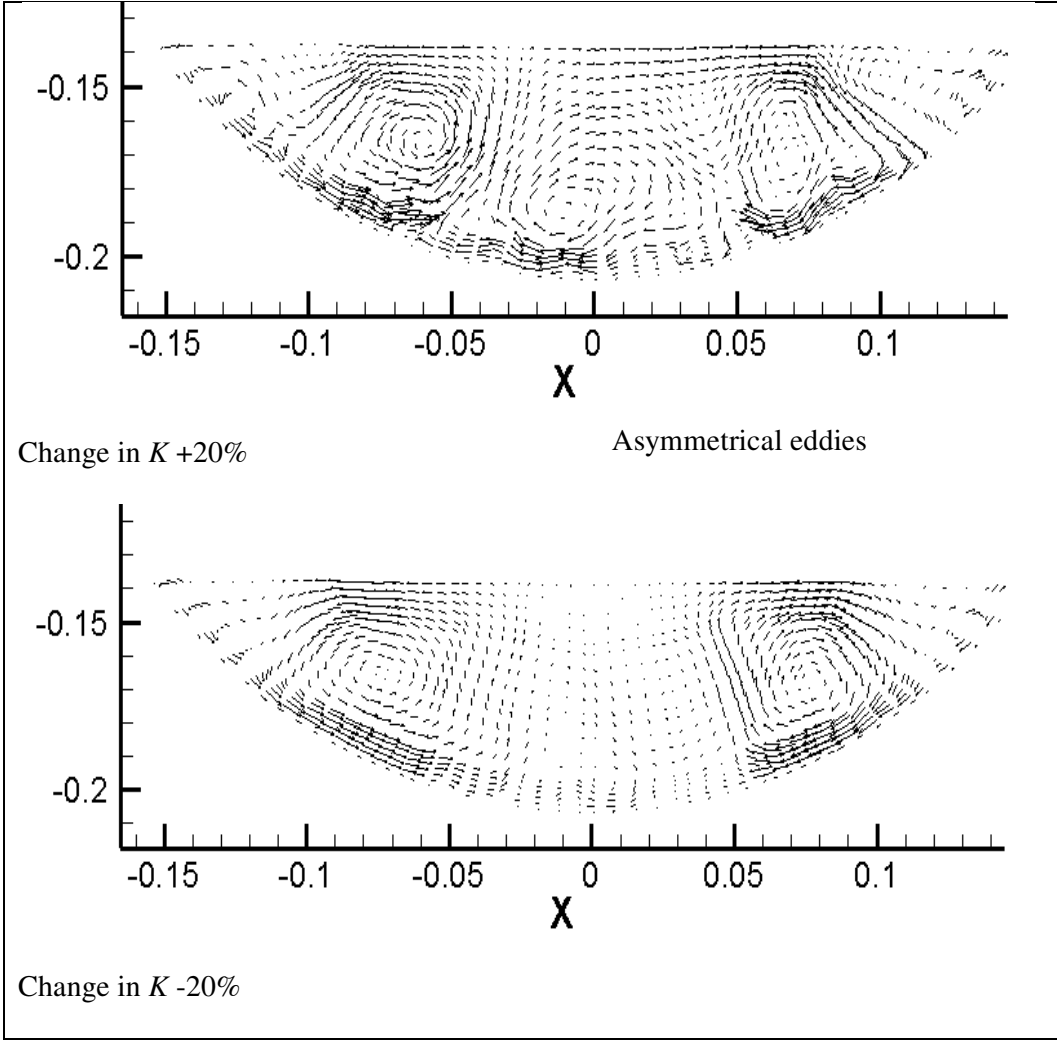 -0.15
-0.2
-0.15 -0.1 -0.05 0 0.05 0.1
X
Asymmetrical eddies
Change in K +20%
-0.15
-0.2
-0.15 -0.1 -0.05 0 0.05 0.1
X
Change in K -20%